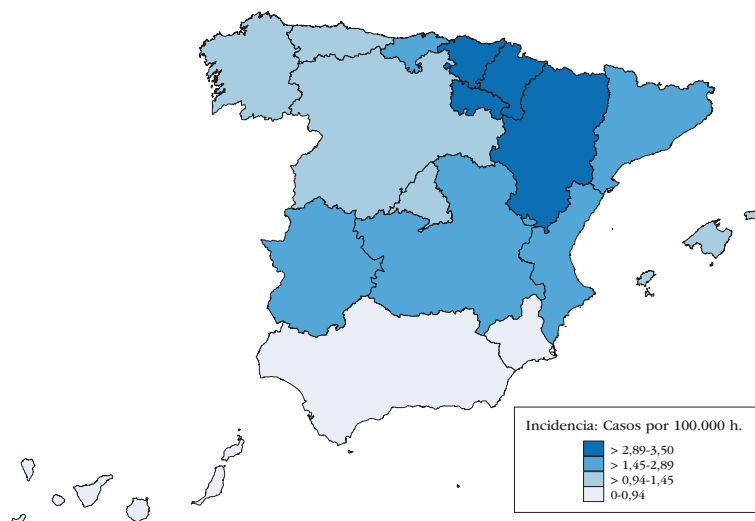 Incidencia: Casos por 100.000 h.
> 2,89-3,50
> 1,45-2,89
> 0,94-1,45
0-0,94